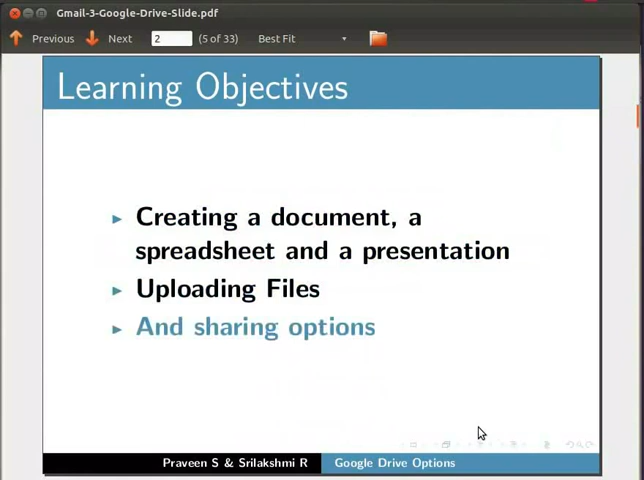 Gmail-3-Google-Drive-Slide.pdf
Previous Next 2 (5 of 33) Best Fit
Learning Objectives
Creating a document, a
spreadsheet and a presentation
Uploading Files
And sharing options
Praveen S & Srilakshmi R Google Drive Options